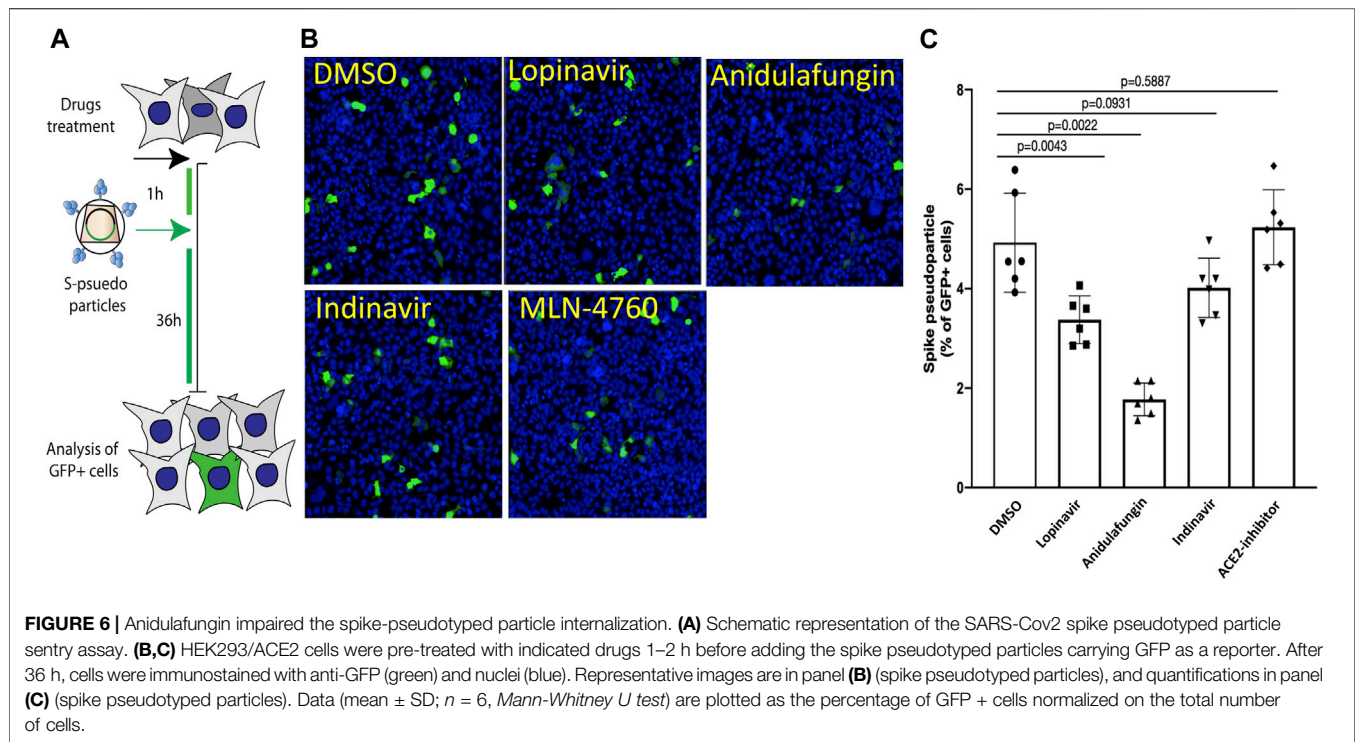 A
Drugs
treatment
1h
S-psuedo
particles
36h
Analysis of
GFP+ cells
B
DMSO
Lopinavir
Anidulafungin
Indinavir
MLN-4760
C
p=0.5887
p=0.0931
p=0.0022
p=0.0043
Spike pseudoparticle
(% of GFP+ cells)
8
6
4
2
0
DMSO
Lopinavir
Anidulafungin
Indinavir
ACE2-inhibitor
FIGURE 6 | Anidulafungin impaired the spike-pseudotyped particle internalization. (A) Schematic representation of the SARS-Cov2 spike pseudotyped particle
sentry assay. (B,C) HEK293/ACE2 cells were pre-treated with indicated drugs 1–2 h before adding the spike pseudotyped particles carrying GFP as a reporter. After
36 h, cells were immunostained with anti-GFP (green) and nuclei (blue). Representative images are in panel (B) (spike pseudotyped particles), and quantifications in panel
(C) (spike pseudotyped particles). Data (mean ± SD; n = 6, Mann-Whitney U test) are plotted as the percentage of GFP + cells normalized on the total number
of cells.